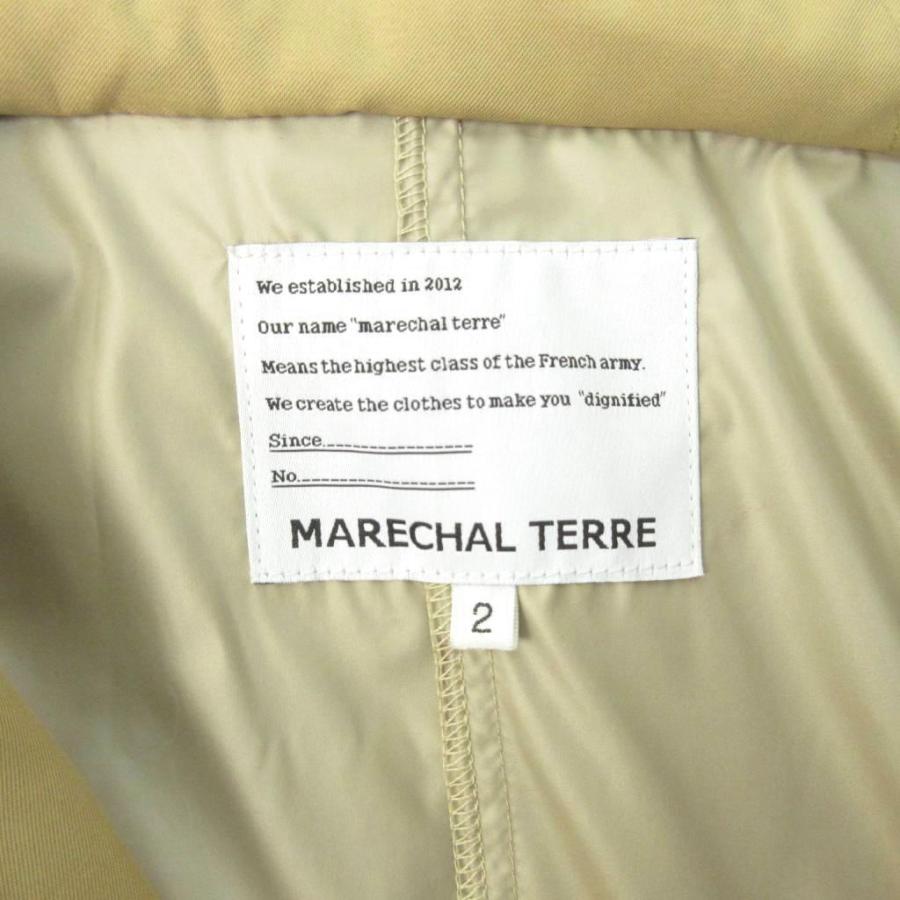 We established in 2012
Our name "marechal terre"
Means the highest class of the French army.
We create the clothes to make you "dignified"
Since
No.
MARECHAL TERRE
2